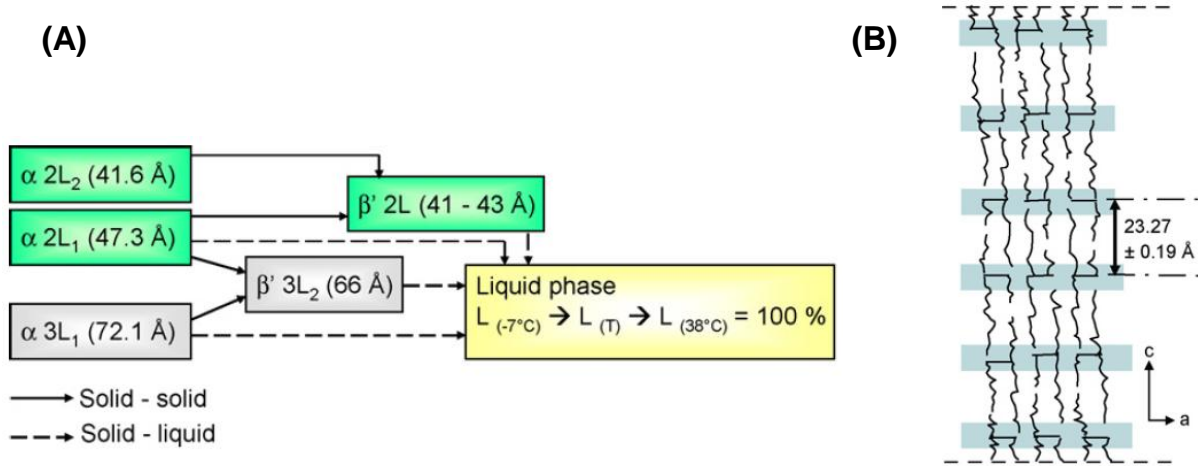 (A)
(B)
α 2L₂ (41.6 Å)
β’ 2L (41 - 43 Å)
α 2L₁ (47.3 Å)
β’ 3L₂ (66 Å)
Liquid phase
L (-7°C) → L (T) → L (38°C) = 100 %
α 3L₁ (72.1 Å)
Solid - solid
Solid - liquid
23.27
± 0.19 Å
c
a